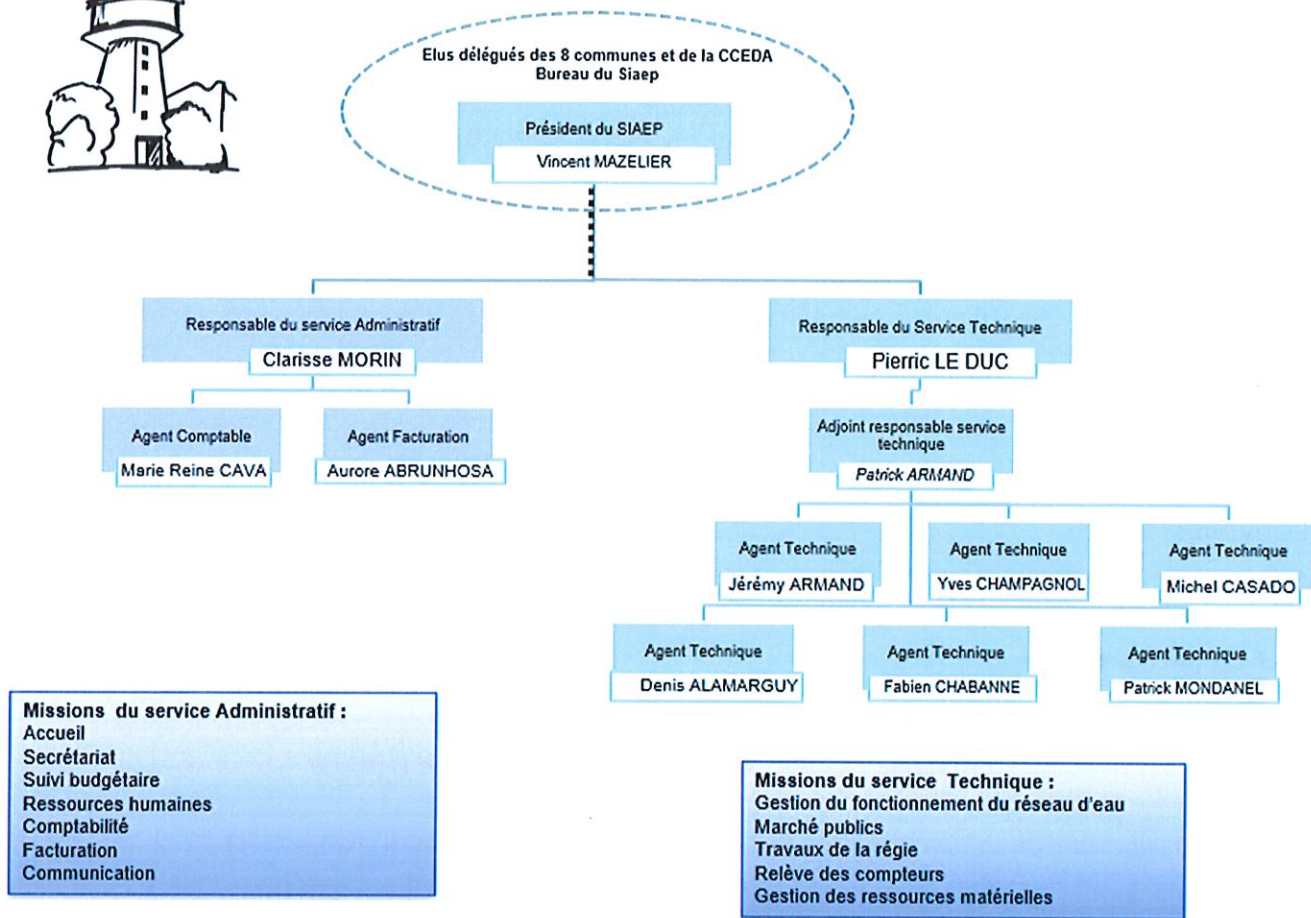 Elus délégués des 8 communes et de la CCEDA
Bureau du Siaep
Président du SIAEP
Vincent MAZELIER
Responsable du service Administratif
Clarisse MORIN
Agent Comptable
Marie Reine CAVA
Agent Facturation
Aurore ABRUNHOSA
Responsable du Service Technique
Pierric LE DUC
Adjoint responsable service
technique
Patrick ARMAND
Agent Technique
Jérémy ARMAND
Agent Technique
Yves CHAMPAGNOL
Agent Technique
Michel CASADO
Agent Technique
Denis ALAMARGUY
Agent Technique
Fabien CHABANNE
Agent Technique
Patrick MONDANEL
Missions du service Administratif :
Accueil
Secrétariat
Suivi budgétaire
Ressources humaines
Comptabilité
Facturation
Communication
Missions du service Technique :
Gestion du fonctionnement du réseau d'eau
Marché publics
Travaux de la régie
Relève des compteurs
Gestion des ressources matérielles